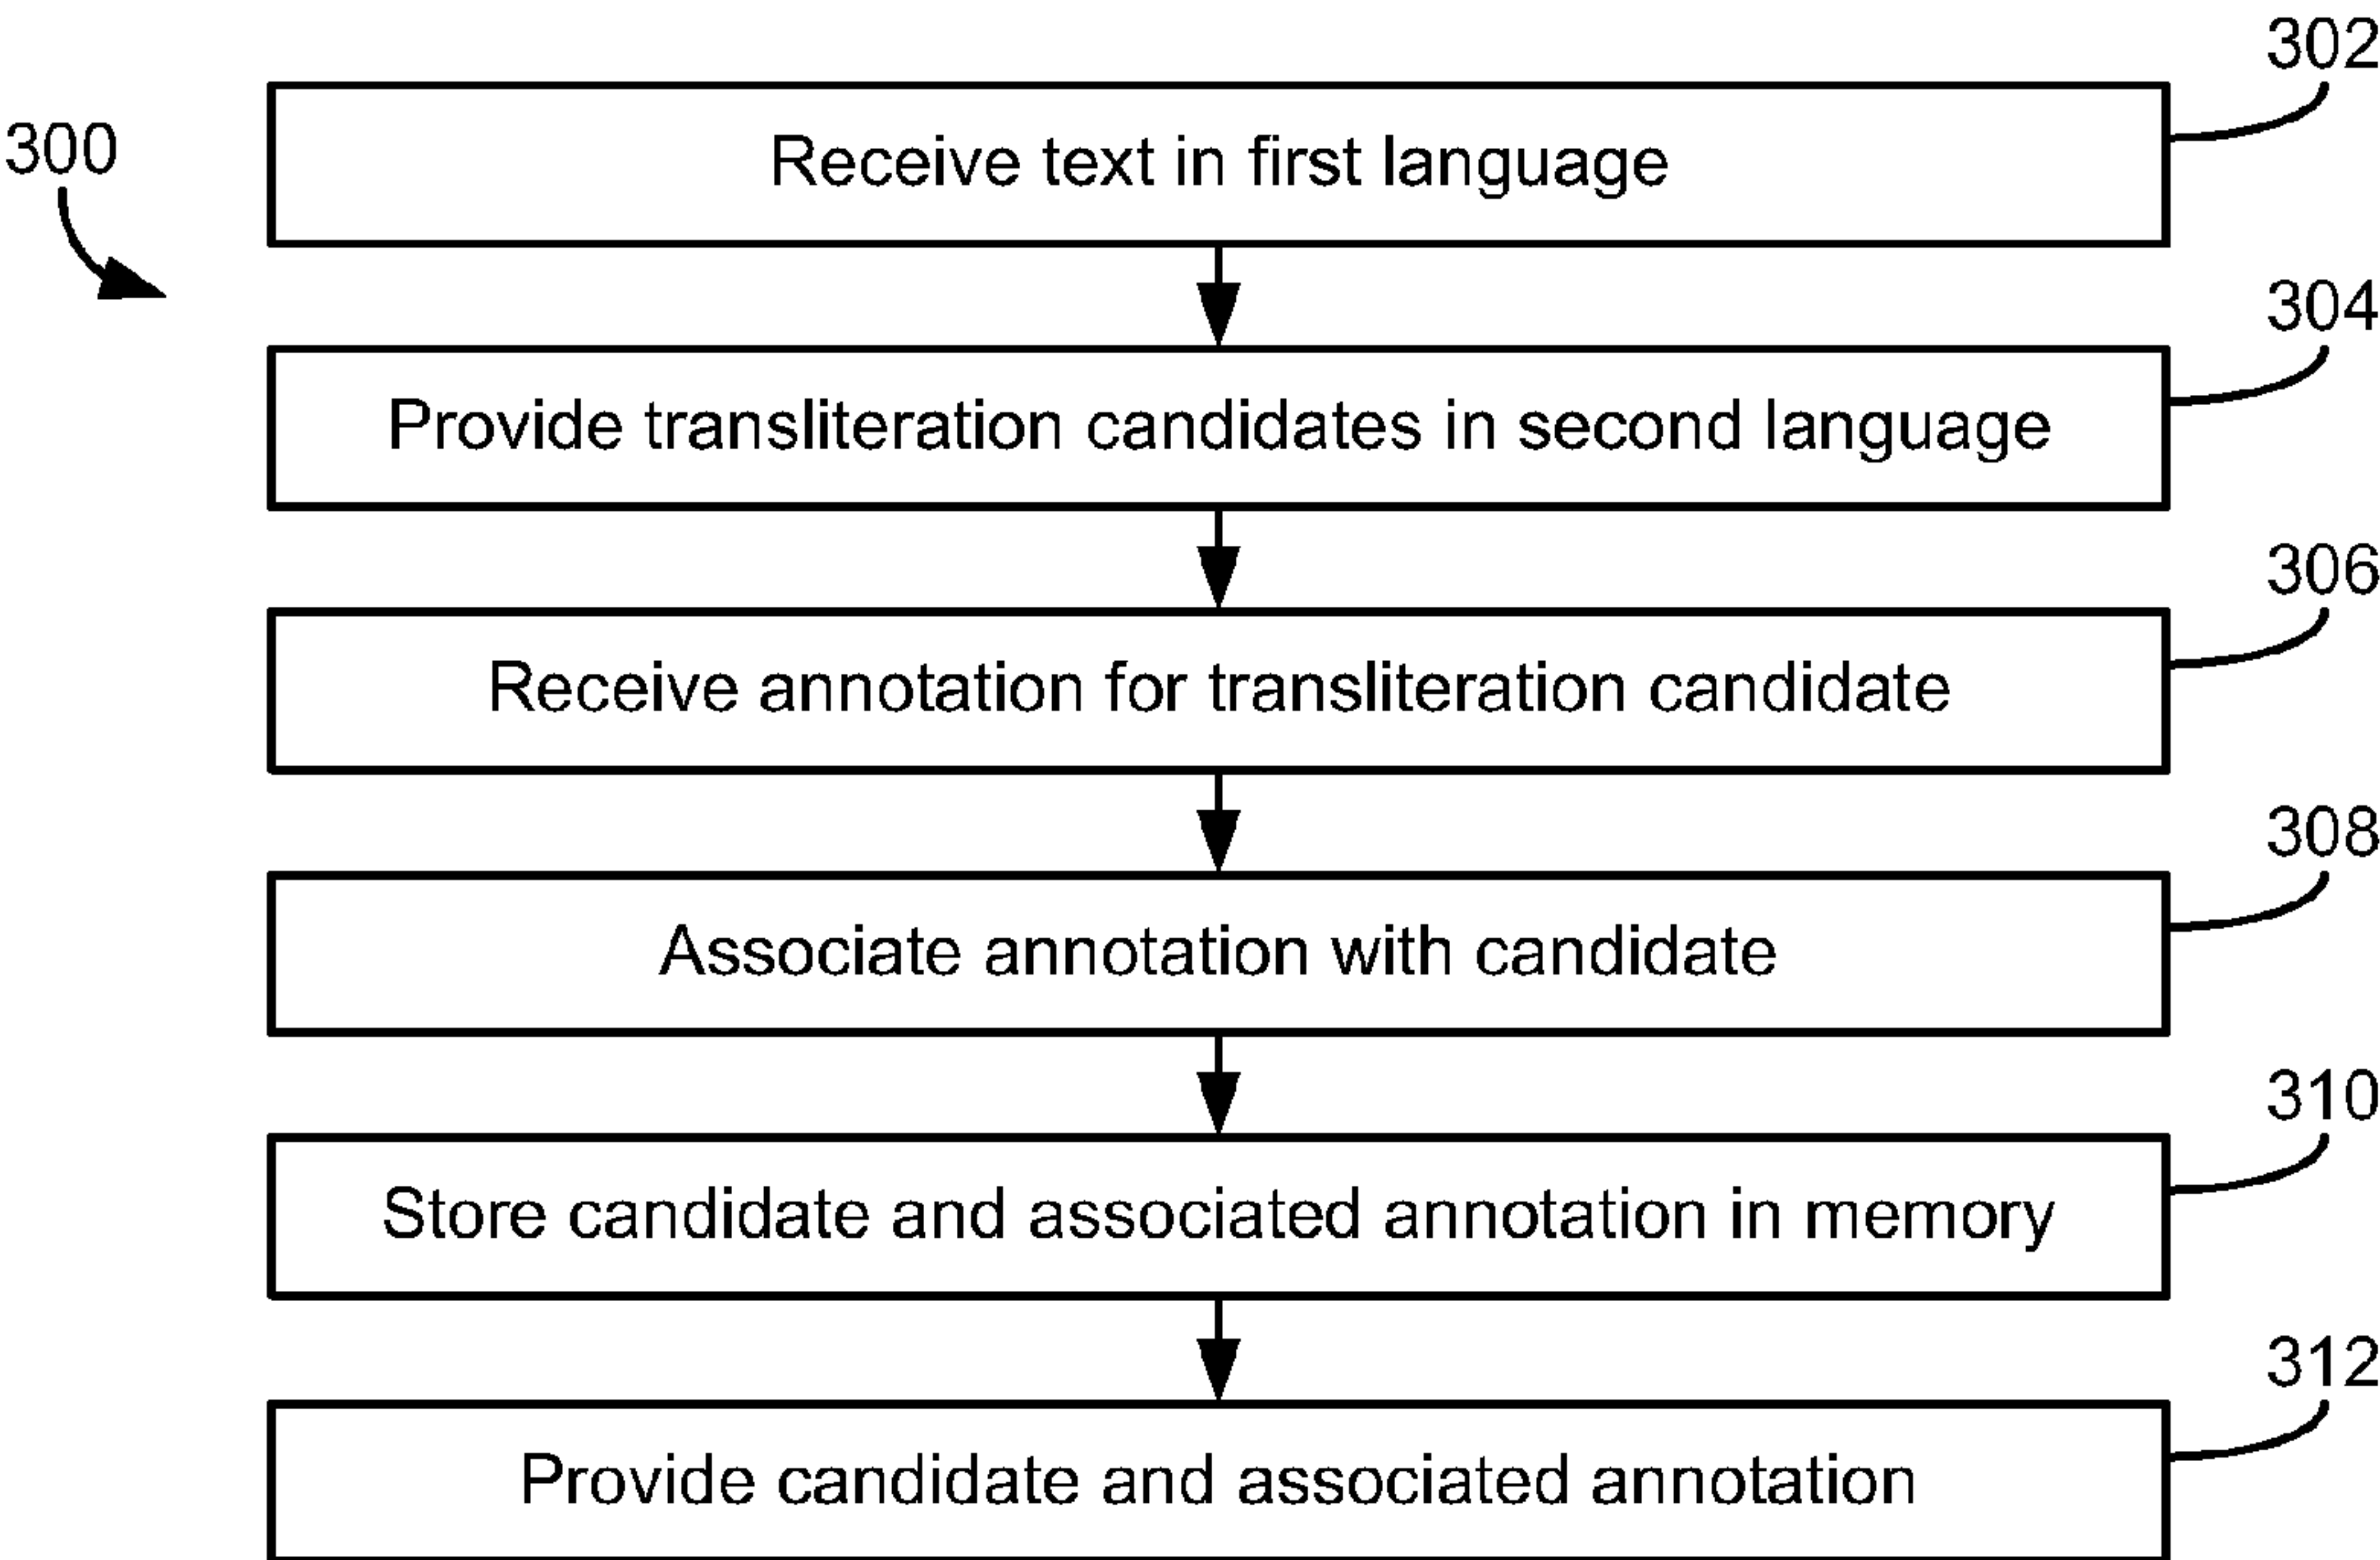 302
300
Receive text in first language
304
Provide transliteration candidates in second language
306
Receive annotation for transliteration candidate
308
Associate annotation with candidate
310
Store candidate and associated annotation in memory
312
Provide candidate and associated annotation